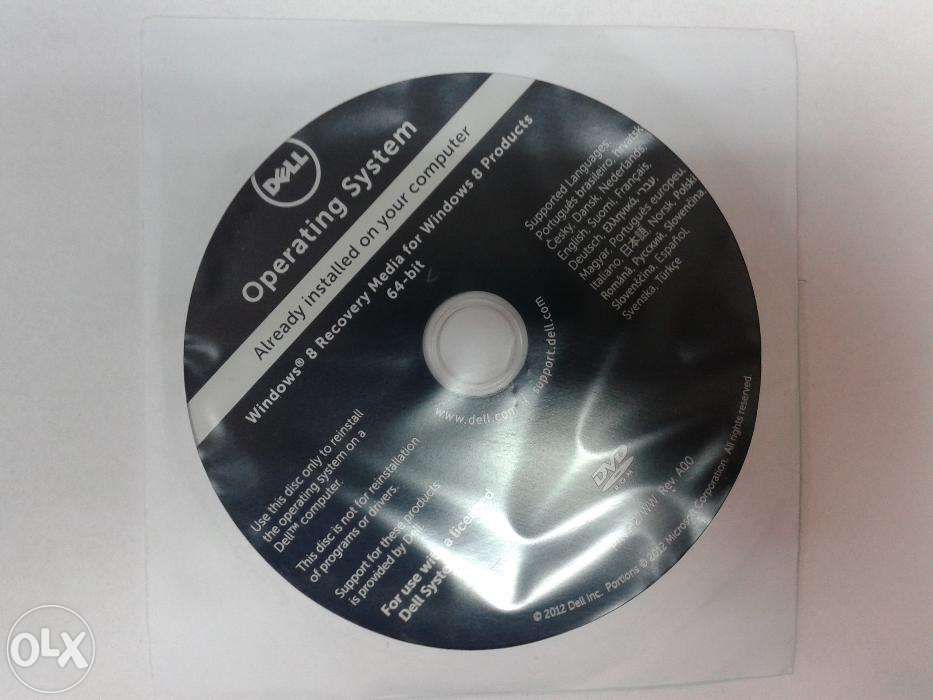 DELL
Operating System
Already installed on your computer
Windows® 8 Recovery Media for Windows 8 Products
64-bit
Supported Languages:
Português brasileiro, hrvatski,
Česky, Dansk, Nederlands,
English, Suomi, Français,
Deutsch, Ελληνικά, עברית,
Magyar, Português europeu,
Italiano, 日本語, Norsk, Polski,
Română, Русский, Slovenčina,
Slovenščina, Español,
Svenska, Türkçe
www.dell.com
support.dell.com
Use this disc only to reinstall
the operating system on a
Dell™ computer.
This disc is not for reinstallation
of programs or drivers.
Support for these products
is provided by Dell
For use with a licensed
Dell System
DVD
Rev. A00
© 2012 Dell Inc. Portions © 2012 Microsoft Corporation. All rights reserved
OLX